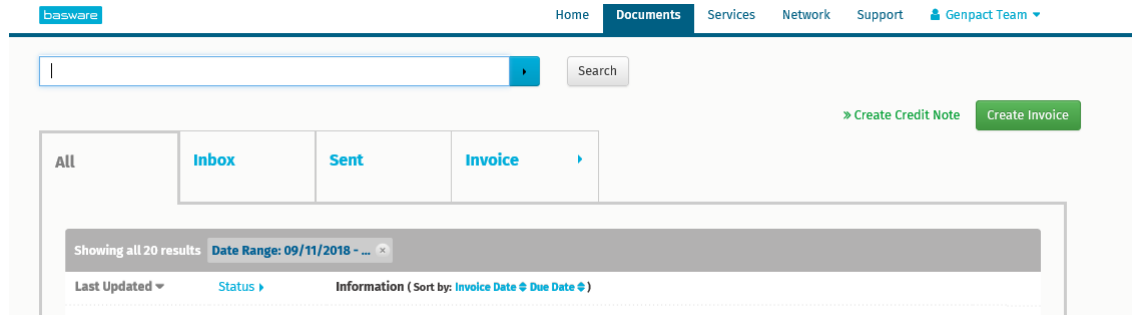 basware
Home Documents Services Network Support Genpact Team
Search
» Create Credit Note Create Invoice
All Inbox Sent Invoice
Showing all 20 results Date Range: 09/11/2018 - ...
Last Updated Status Information ( Sort by: Invoice Date Due Date )